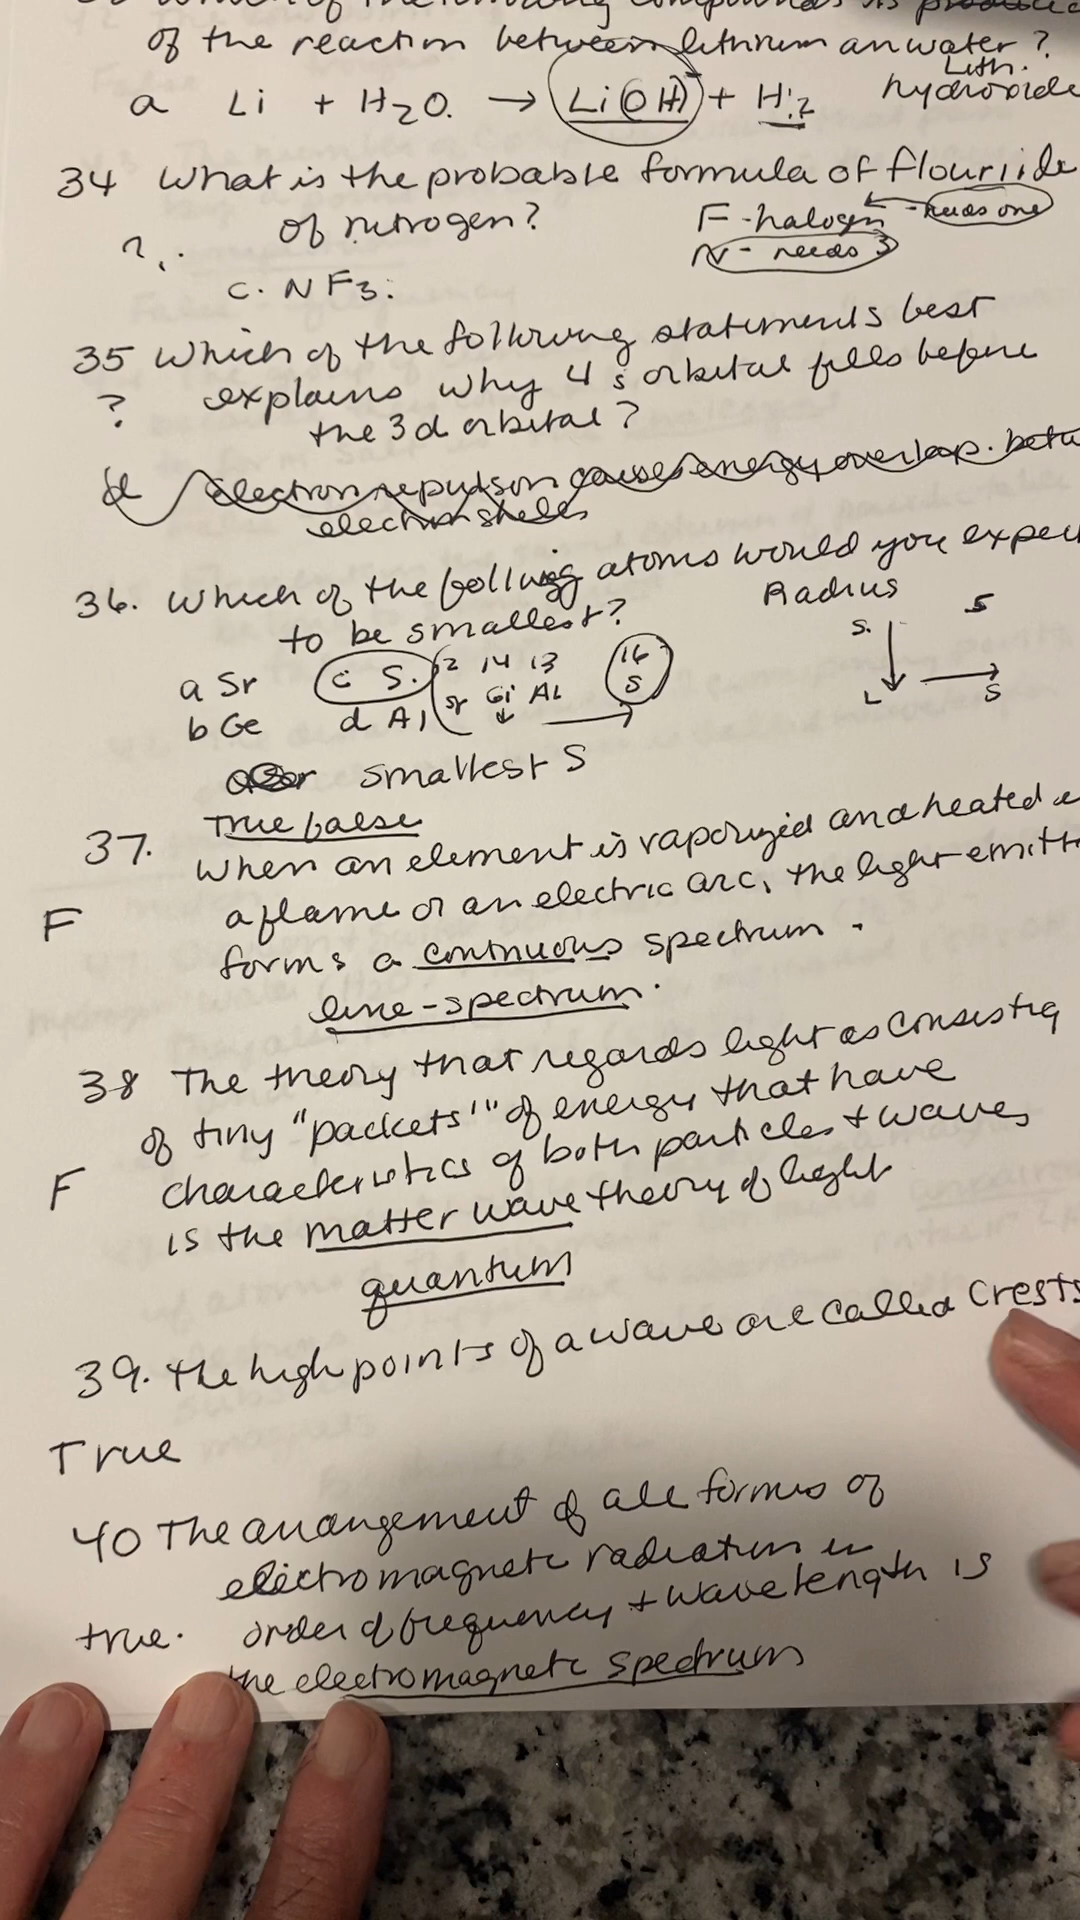 of the reaction between lithium an water?
a Li + H2O. → Li(OH) + H2 Lith. hydroxide
34 What is the probable formula of flouriide
of nitrogen?
F - halogen - needs one
N - needs 3
?
C. NF3.
35 Which of the following statements best
? explains why 4s orbital fills before
the 3d orbital?
d electron repulsion causes energy overlap. betw
electron shells
36. Which of the following atoms would you expect
to be smallest? Radius
S. S
L S
a Sr c S. 2 14 13 16
b Ge d Al Sr Ge AL S
smallest S
True false
37. When an element is vaporized and heated
F a flame or an electric arc, the light emitt
forms a continuous spectrum.
line-spectrum.
38 The theory that regards light as consisting
of tiny "packets" of energy that have
F characteristics of both particles + waves
is the matter wave theory of light
quantum
39. the high points of a wave are called Crests
True
40 The arrangement of all forms of
electromagnetic radiation in
true. order of frequency + wavelength is
the electromagnetic spectrum